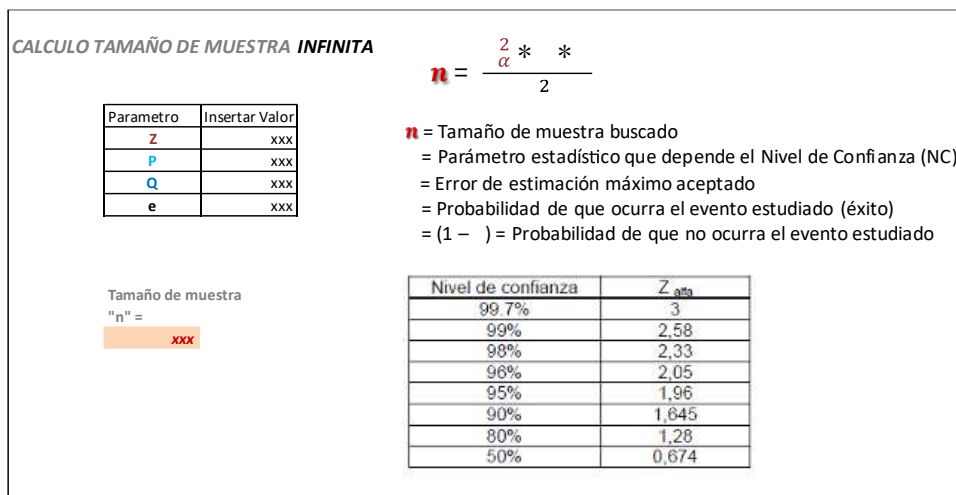 CALCULO TAMAÑO DE MUESTRA INFINITA
n = 2 α * * 2
Parametro Insertar Valor
Z xxx
P xxx
Q xxx
e xxx
n = Tamaño de muestra buscado
= Parámetro estadístico que depende el Nivel de Confianza (NC)
= Error de estimación máximo aceptado
= Probabilidad de que ocurra el evento estudiado (éxito)
= (1 – ) = Probabilidad de que no ocurra el evento estudiado
Tamaño de muestra
"n" =
xxx
Nivel de confianza Z alfa
99.7% 3
99% 2,58
98% 2,33
96% 2,05
95% 1,96
90% 1,645
80% 1,28
50% 0,674